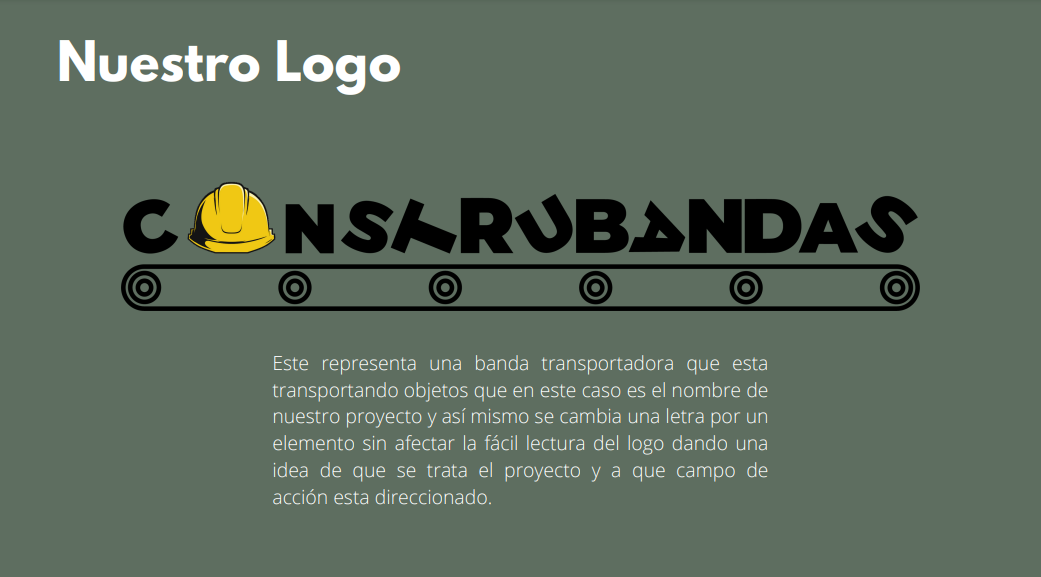 Nuestro Logo
CONSTRUBANDAS
Este representa una banda transportadora que esta
transportando objetos que en este caso es el nombre de
nuestro proyecto y así mismo se cambia una letra por un
elemento sin afectar la fácil lectura del logo dando una
idea de que se trata el proyecto y a que campo de
acción esta direccionado.